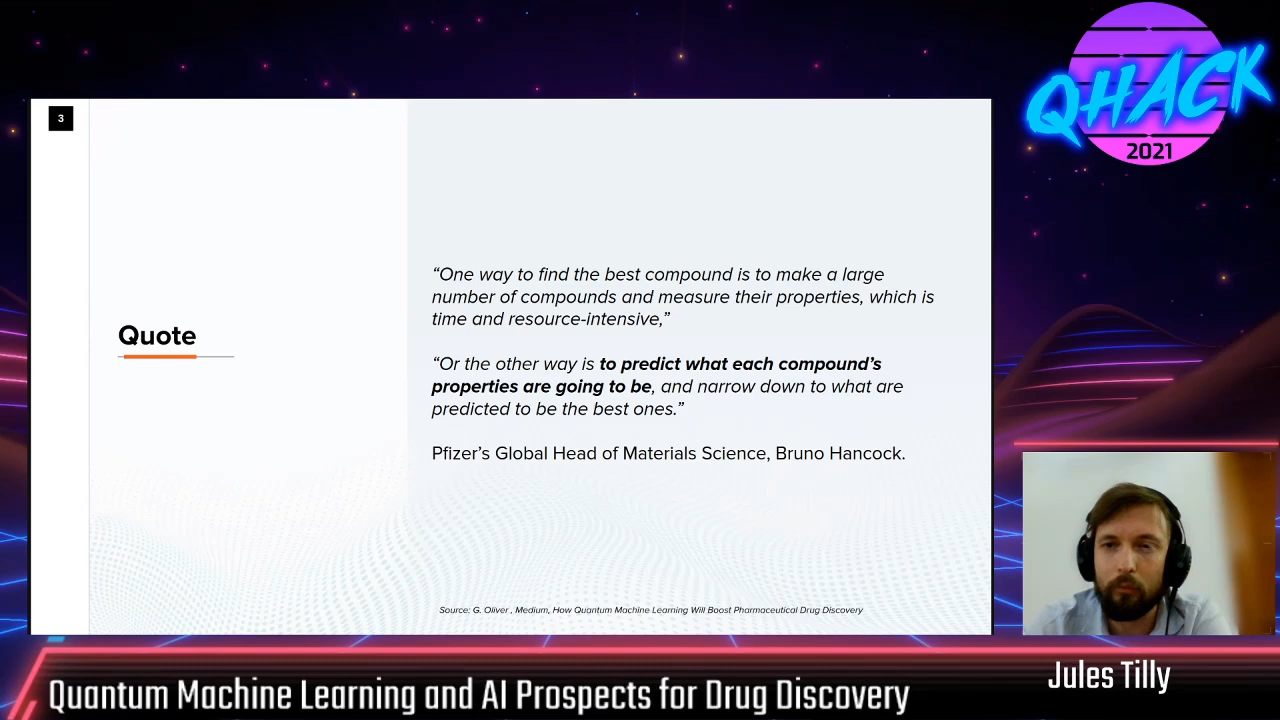 QHACK
2021
3
Quote
“One way to find the best compound is to make a large
number of compounds and measure their properties, which is
time and resource-intensive,”
“Or the other way is to predict what each compound’s
properties are going to be, and narrow down to what are
predicted to be the best ones.”
Pfizer’s Global Head of Materials Science, Bruno Hancock.
Source: G. Oliver , Medium, How Quantum Machine Learning Will Boost Pharmaceutical Drug Discovery
Jules Tilly
Quantum Machine Learning and AI Prospects for Drug Discovery